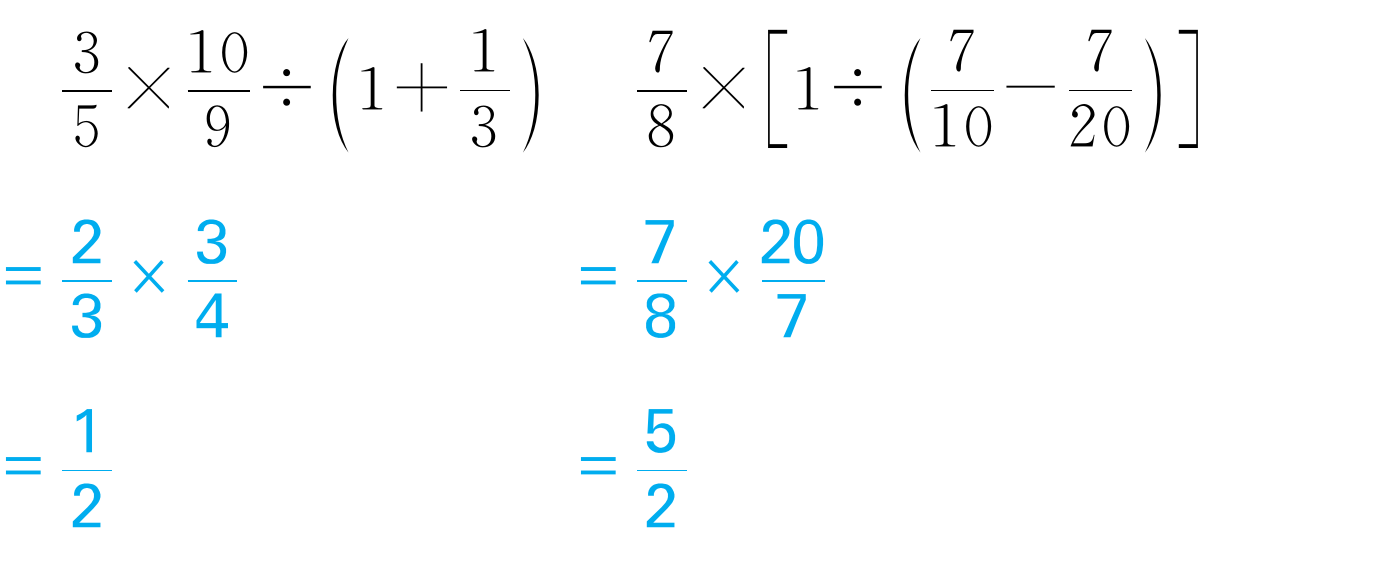 3/5 × 10/9 ÷ (1 + 1/3)
= 2/3 × 3/4
= 1/2
7/8 × [1 ÷ (7/10 − 7/20)]
= 7/8 × 20/7
= 5/2